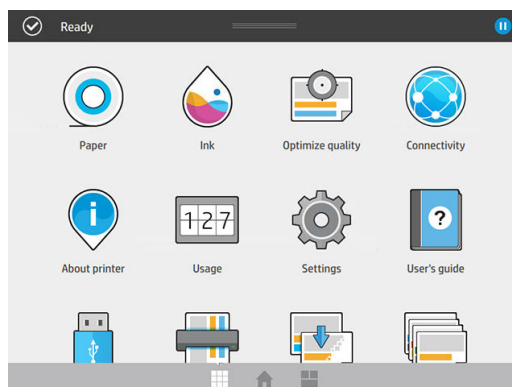 Ready
Paper
Ink
Optimize quality
Connectivity
i
127
?
About printer
Usage
Settings
User's guide